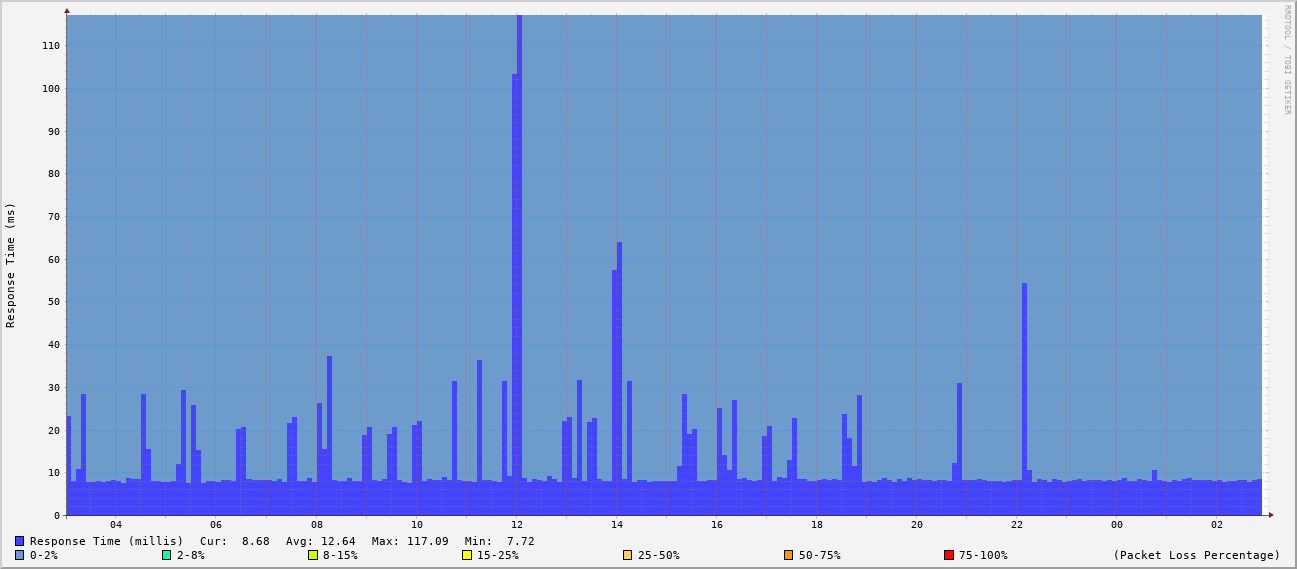 RRDTOOL / TOBI OETIKER
Response Time (ms)
110
100
90
80
70
60
50
40
30
20
10
0
04 06 08 10 12 14 16 18 20 22 00 02
Response Time (millis) Cur: 8.68 Avg: 12.64 Max: 117.09 Min: 7.72
0-2% 2-8% 8-15% 15-25% 25-50% 50-75% 75-100% (Packet Loss Percentage)